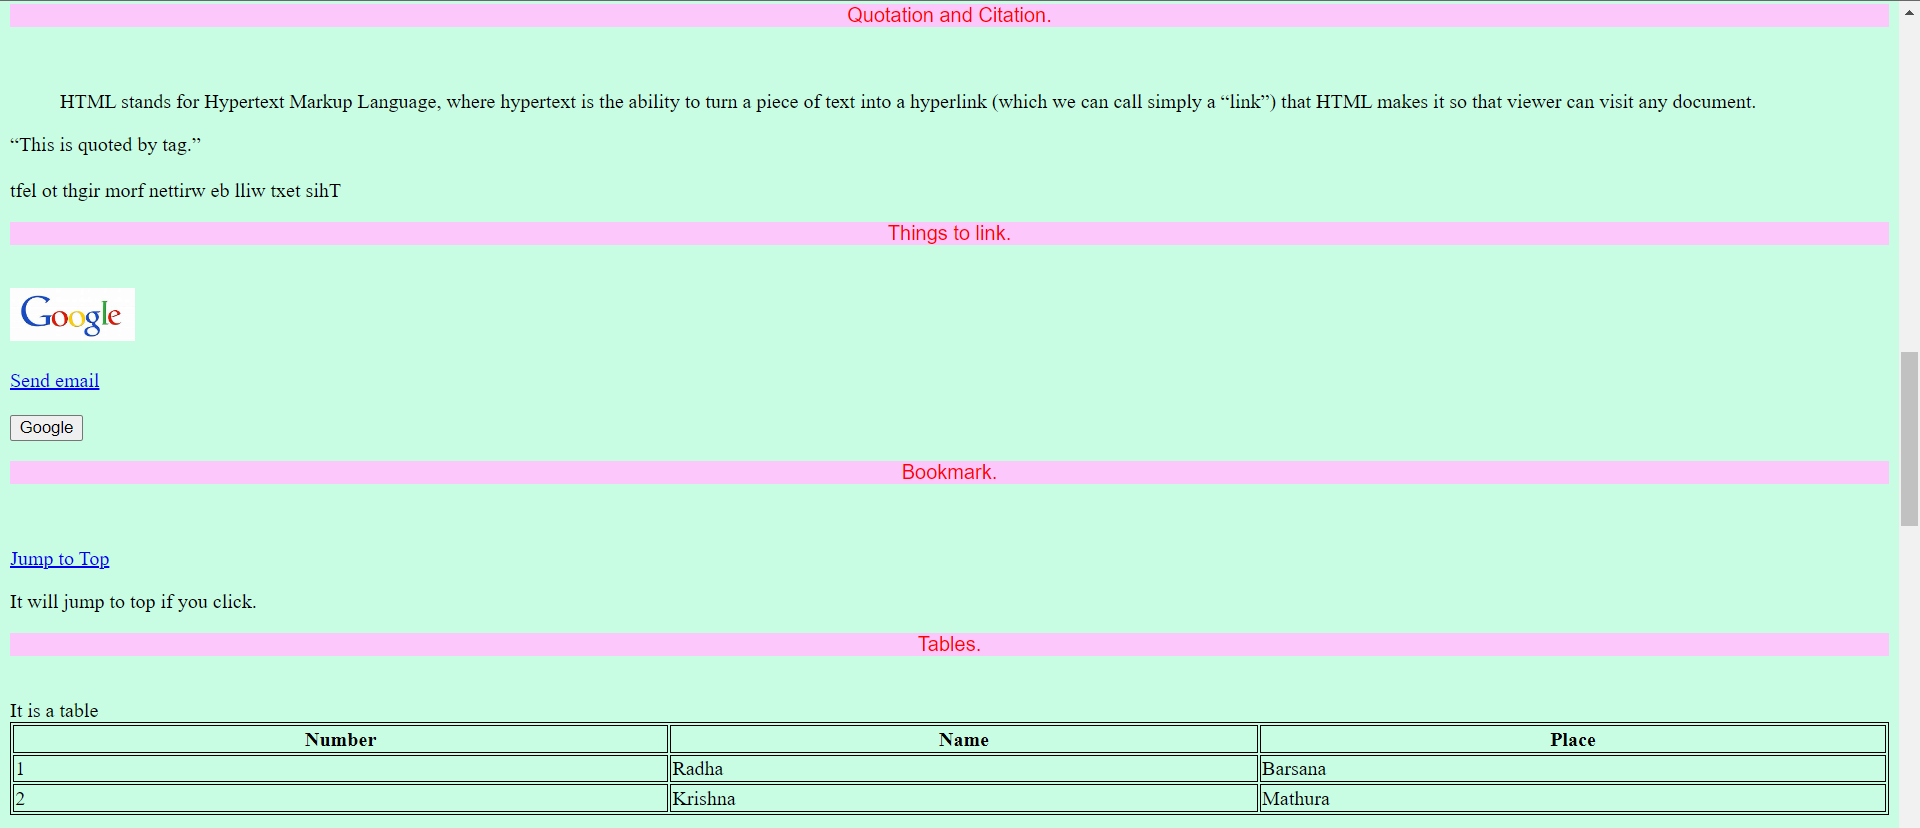 Quotation and Citation.
HTML stands for Hypertext Markup Language, where hypertext is the ability to turn a piece of text into a hyperlink (which we can call simply a “link”) that HTML makes it so that viewer can visit any document.
“This is quoted by tag.”
tfel ot thgir morf nettirw eb lliw txet sihT
Things to link.
Google
Send email
Google
Bookmark.
Jump to Top
It will jump to top if you click.
Tables.
It is a table
Number Name Place
1 Radha Barsana
2 Krishna Mathura